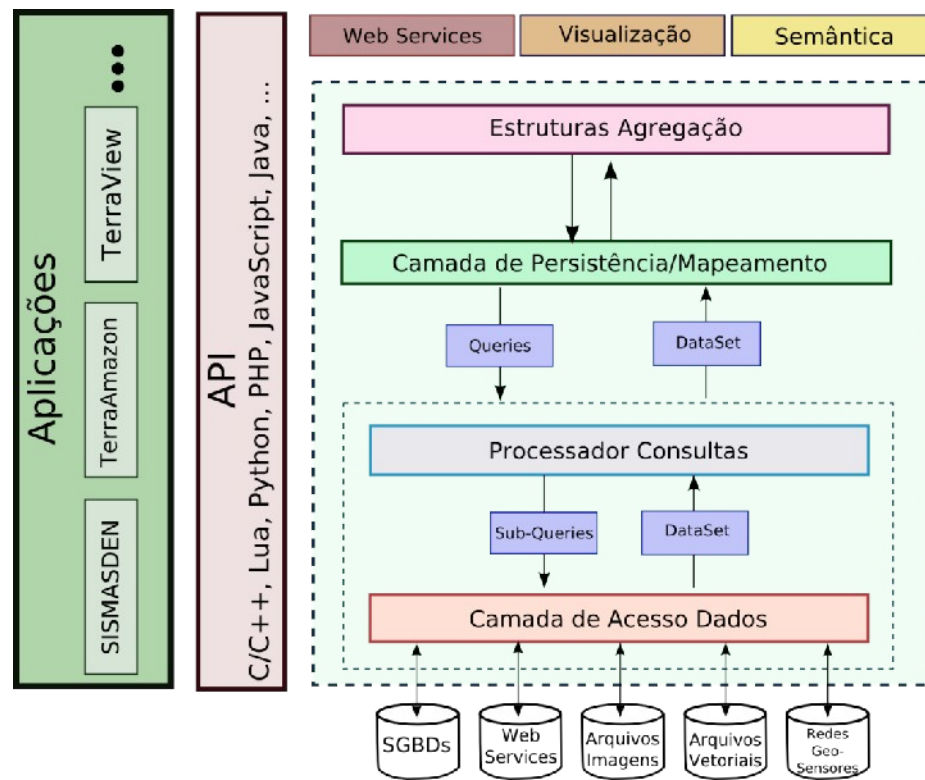 Aplicações
TerraView
TerraAmazon
SISMASDEN
API
C/C++, Lua, Python, PHP, JavaScript, Java, ...
Web Services
Visualização
Semântica
Estruturas Agregação
Camada de Persistência/Mapeamento
Queries
DataSet
Processador Consultas
Sub-Queries
DataSet
Camada de Acesso Dados
SGBDs
Web
Services
Arquivos
Imagens
Arquivos
Vetoriais
Redes
Geo-
Sensores